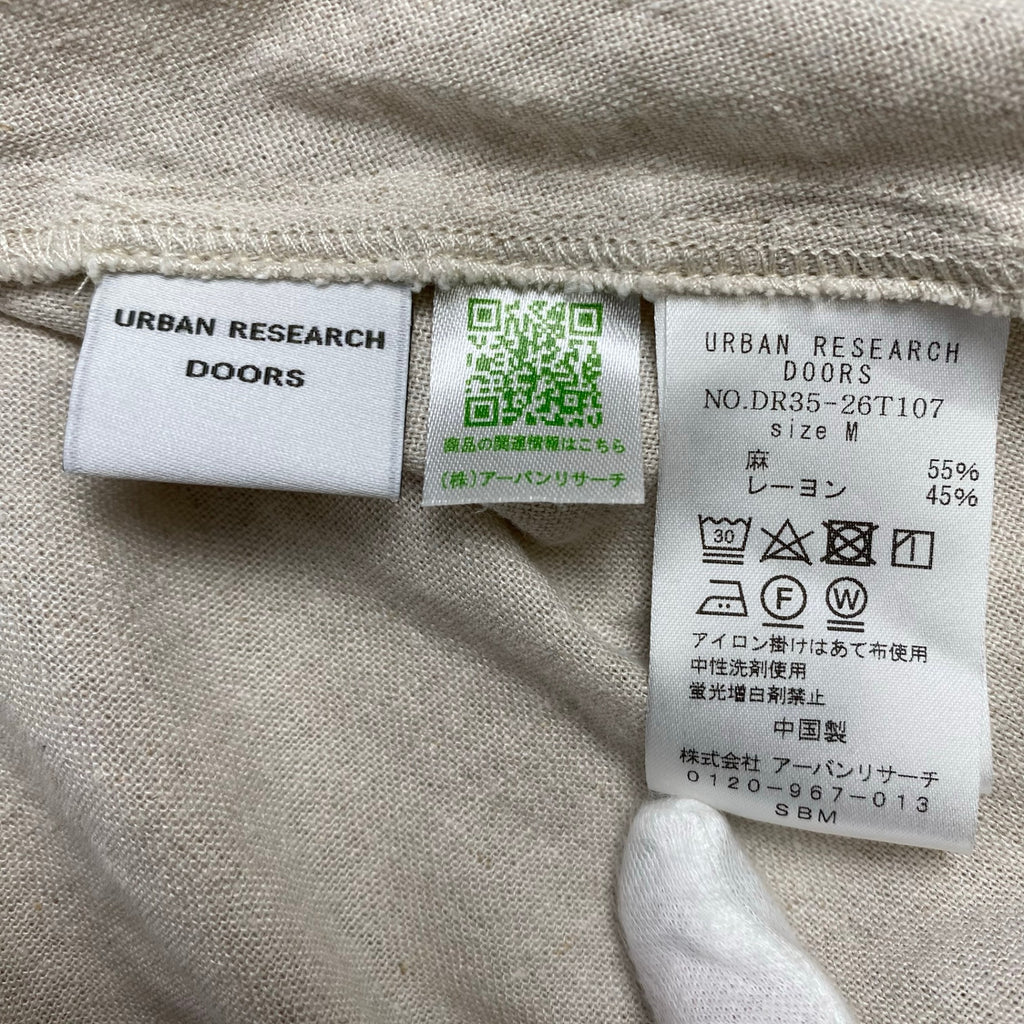 URBAN RESEARCH
DOORS
商品の関連情報はこちら
(株)アーバンリサーチ
URBAN RESEARCH
DOORS
NO.DR35-26T107
size M
麻 55%
レーヨン 45%
30
F W
アイロン掛けはあて布使用
中性洗剤使用
蛍光増白剤禁止
中国製
株式会社 アーバンリサーチ
0120-967-013
SBM